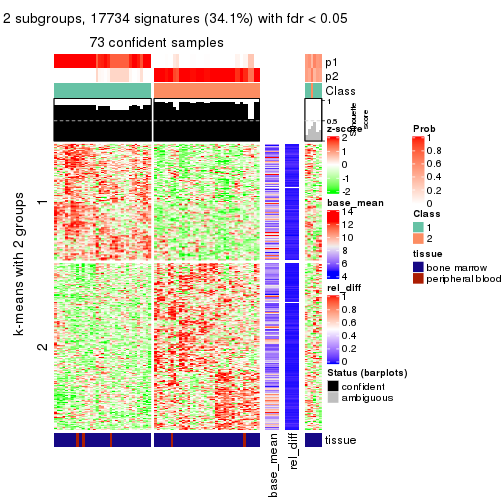 2 subgroups, 17734 signatures (34.1%) with fdr < 0.05
73 confident samples
p1
p2
Class
1
0.5
0
Silhouette
score
k-means with 2 groups
1
2
tissue
base_mean
rel_diff
z-score
2
1
0
-1
-2
base_mean
14
12
10
8
6
4
rel_diff
1
0.8
0.6
0.4
0.2
0
Status (barplots)
confident
ambiguous
Prob
1
0.8
0.6
0.4
0.2
0
Class
1
2
tissue
bone marrow
peripheral blood